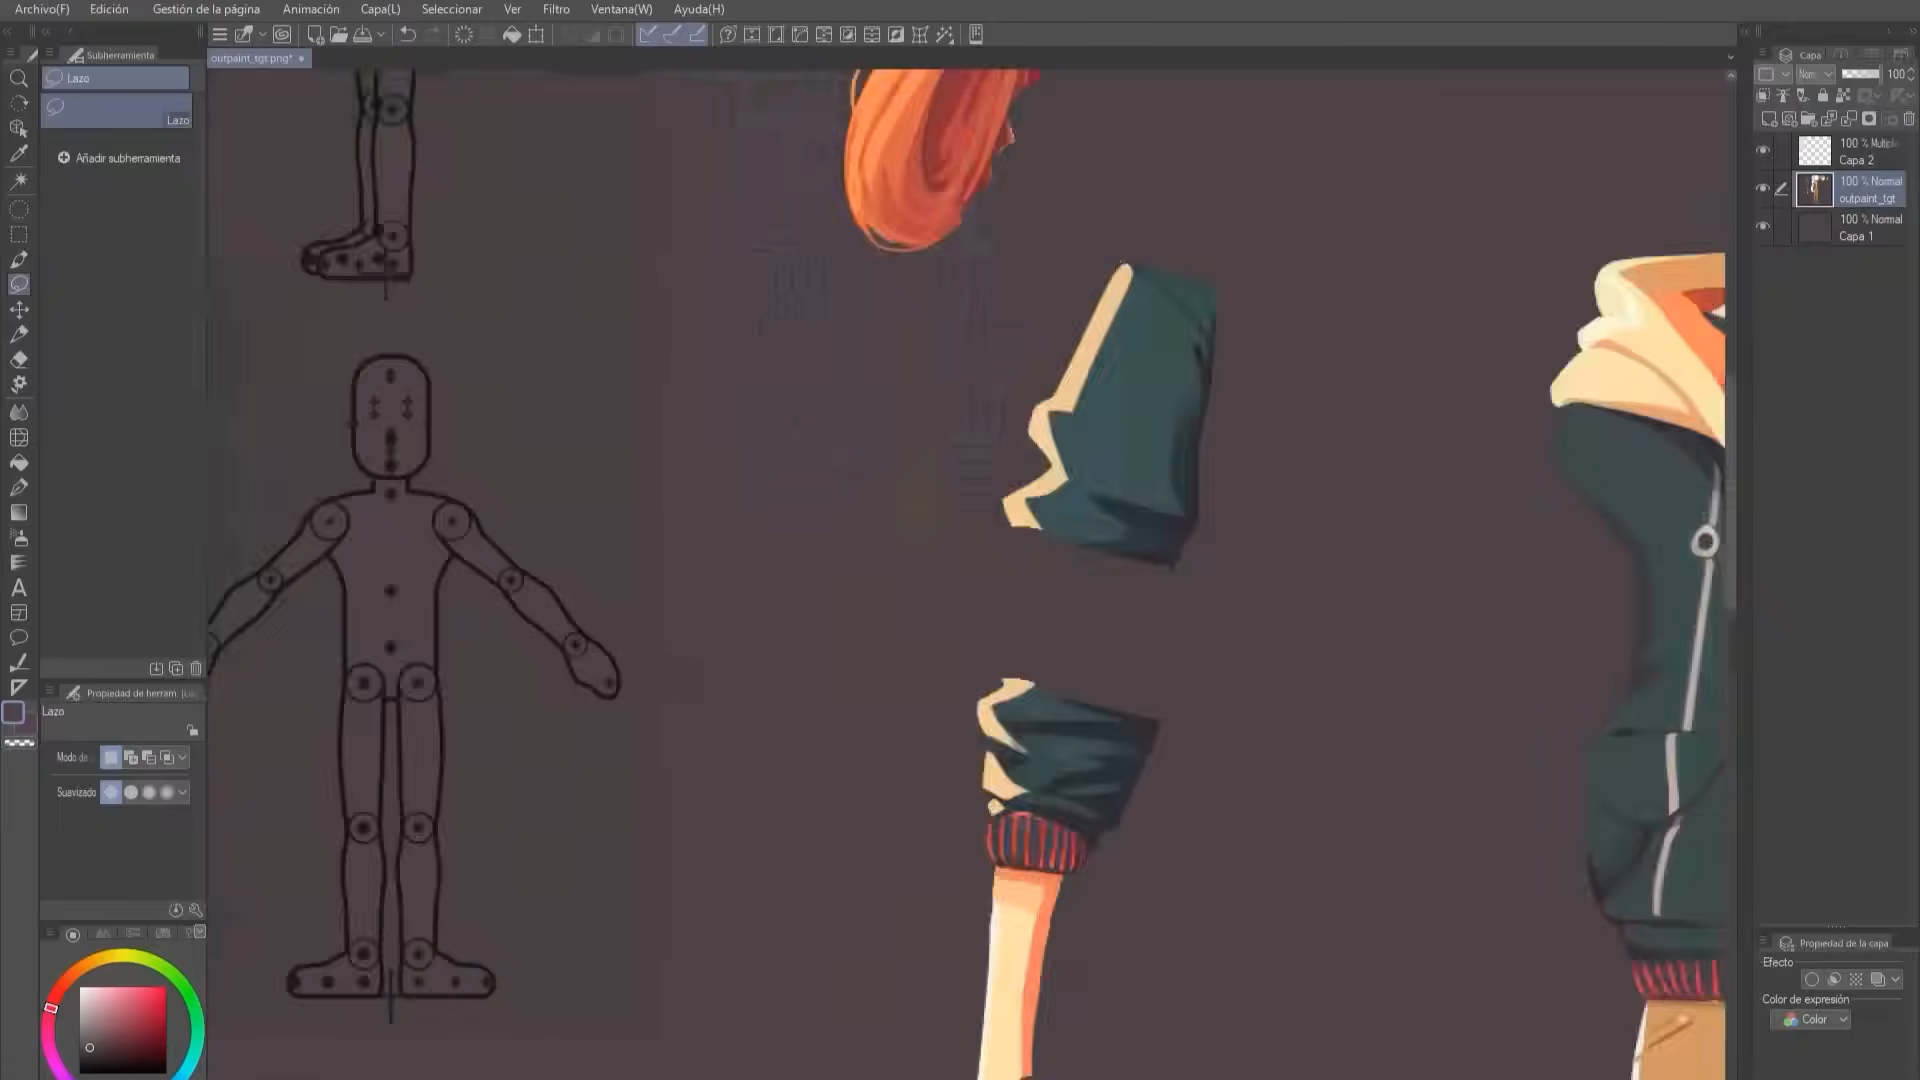 Archivo(F) Edición Gestión de la página Animación Capa(L) Seleccionar Ver Filtro Ventana(W) Ayuda(H)
Subherramienta
outpaint_tgt.png*
Capa
Lazo
100
Lazo
Añadir subherramienta
100 % Multiple
Capa 2
100 % Normal
outpaint_tgt
100 % Normal
Capa 1
Propiedad de herram.
Lazo
Modo de
Suavizado
Propiedad de la capa
Efecto
Color de expresión
Color